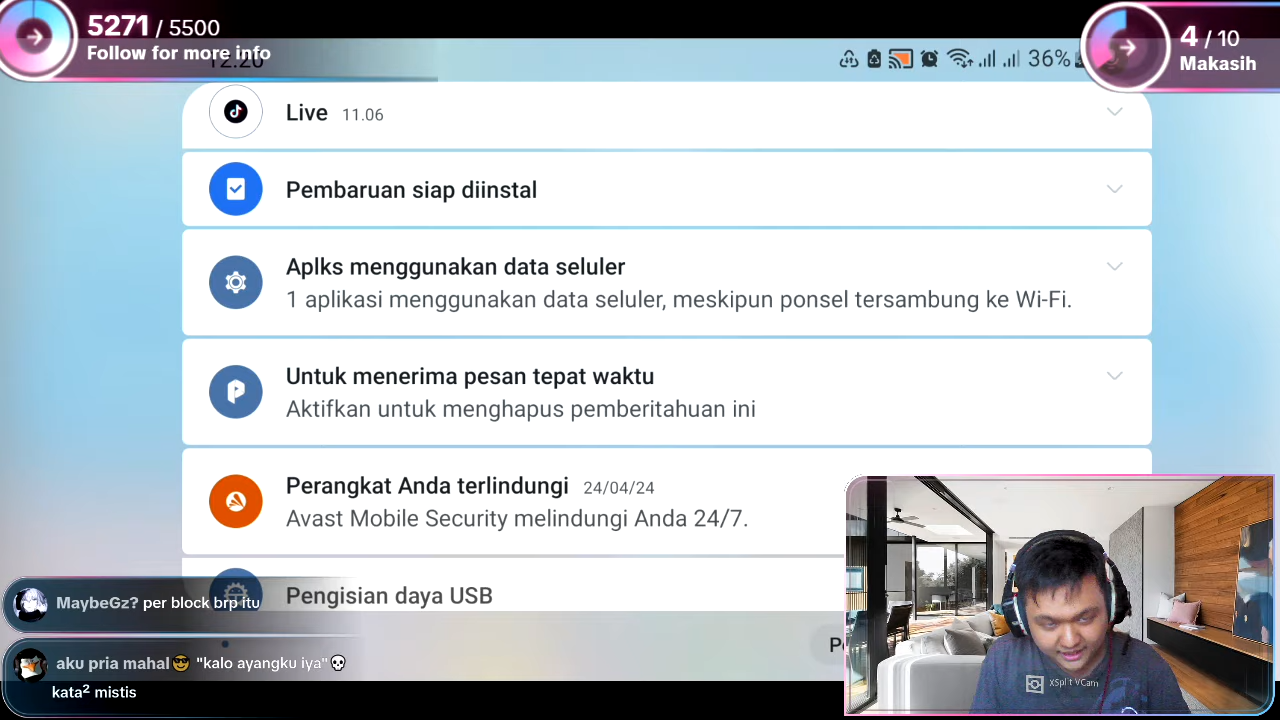 5271 / 5500
Follow for more info
12.20
36%
4 / 10
Makasih
Live 11.06
Pembaruan siap diinstal
Aplks menggunakan data seluler
1 aplikasi menggunakan data seluler, meskipun ponsel tersambung ke Wi-Fi.
Untuk menerima pesan tepat waktu
Aktifkan untuk menghapus pemberitahuan ini
Perangkat Anda terlindungi 24/04/24
Avast Mobile Security melindungi Anda 24/7.
Pengisian daya USB
MaybeGz? per block brp itu
aku pria mahal😎 "kalo ayangku iya"💀
kata² mistis
XSplit VCam